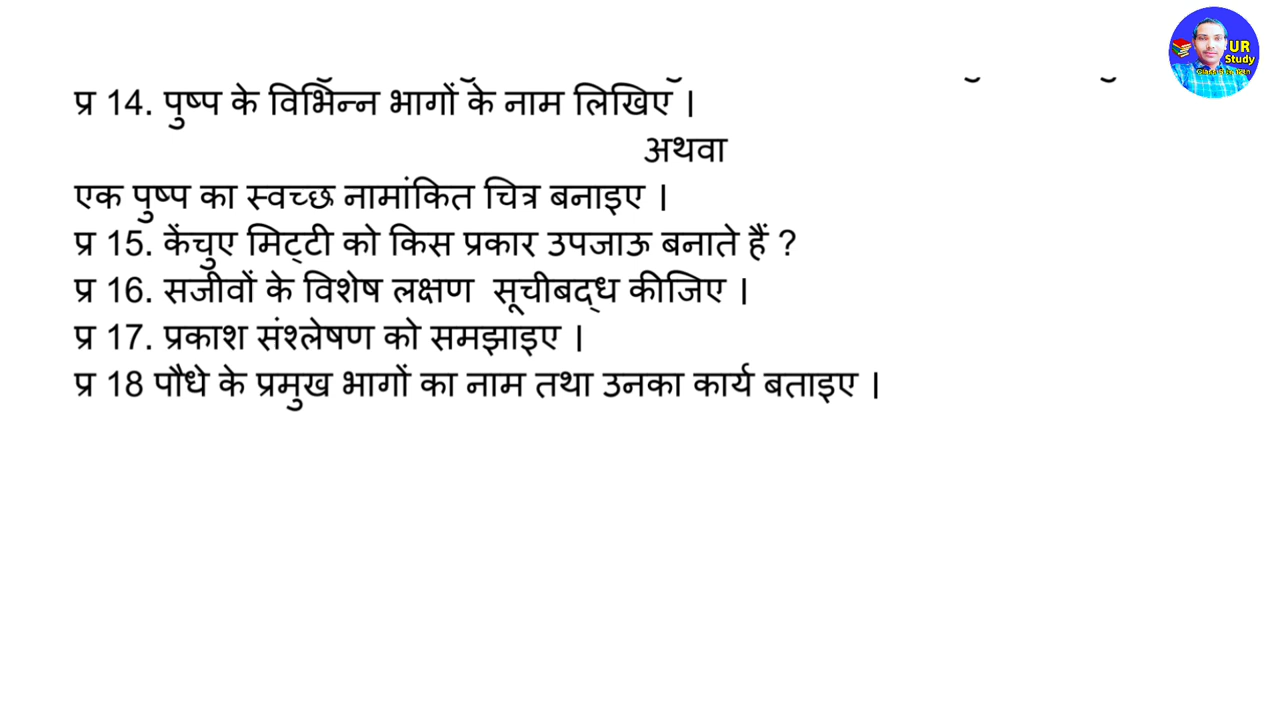 UR
Study
प्र 14. पुष्प के विभिन्न भागों के नाम लिखिए ।
अथवा
एक पुष्प का स्वच्छ नामांकित चित्र बनाइए ।
प्र 15. केंचुए मिट्टी को किस प्रकार उपजाऊ बनाते हैं ?
प्र 16. सजीवों के विशेष लक्षण सूचीबद्ध कीजिए ।
प्र 17. प्रकाश संश्लेषण को समझाइए ।
प्र 18 पौधे के प्रमुख भागों का नाम तथा उनका कार्य बताइए ।